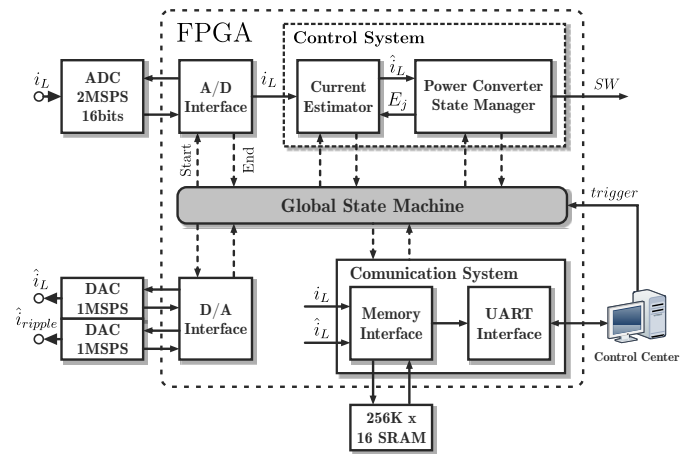 FPGA
Control System
i_L
ADC
2MSPS
16bits
A/D
Interface
i_L
Current
Estimator
î_L
E_j
Power Converter
State Manager
SW
Start
End
Global State Machine
trigger
î_L
î_ripple
DAC
1MSPS
DAC
1MSPS
D/A
Interface
Comunication System
i_L
î_L
Memory
Interface
UART
Interface
Control Center
256K x
16 SRAM